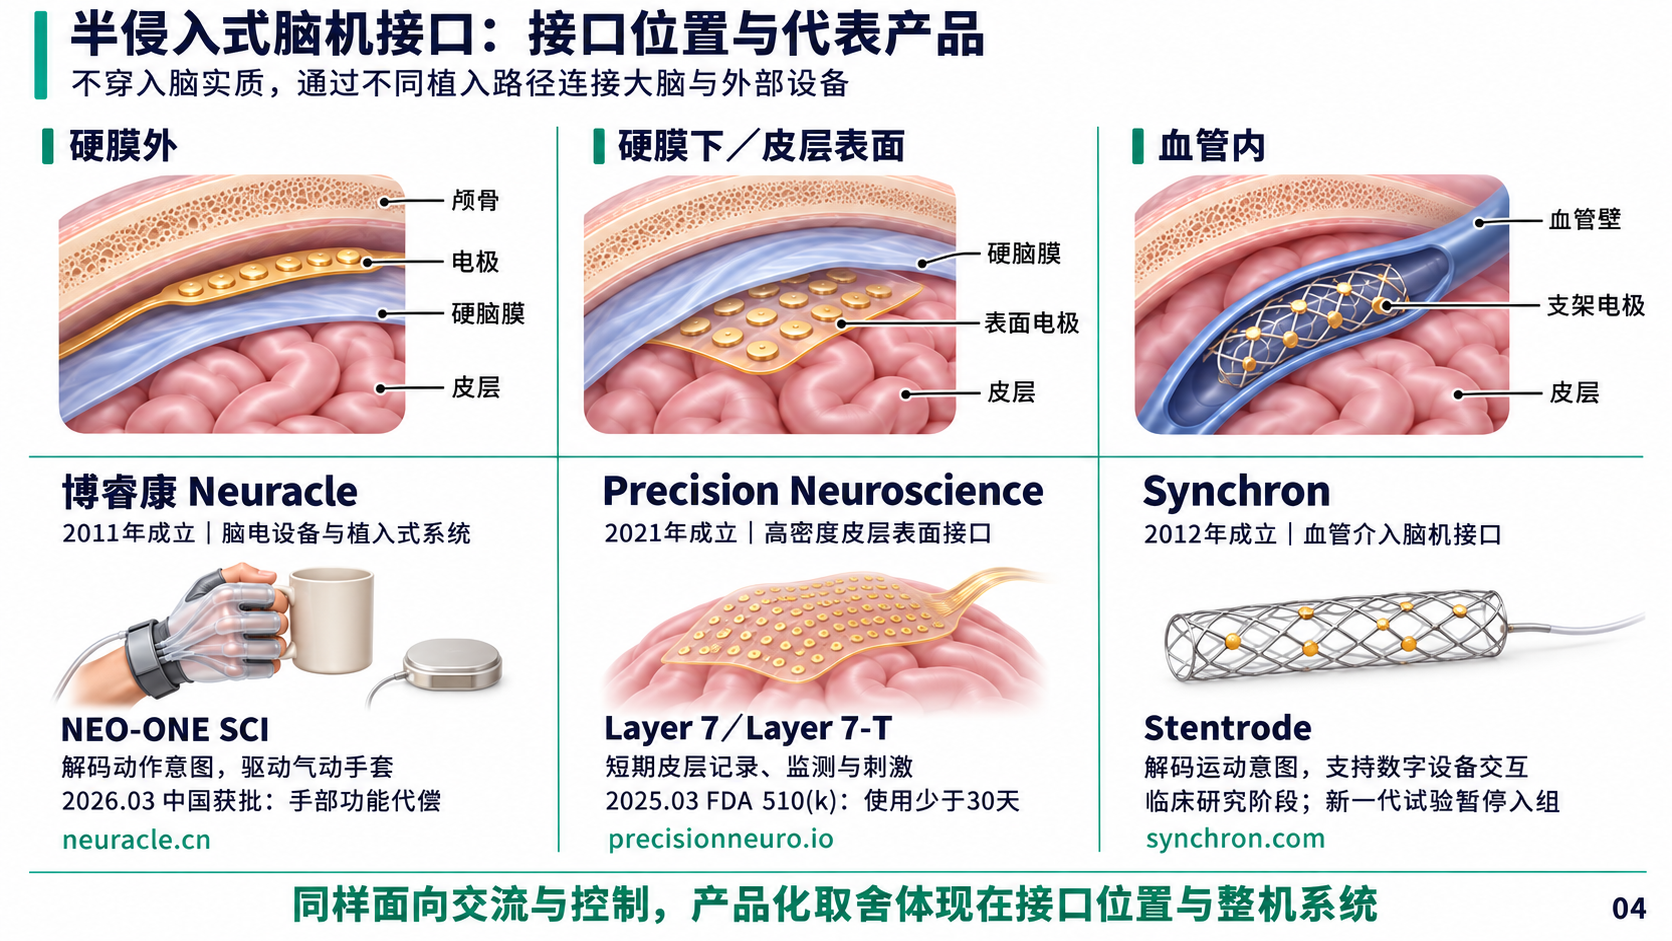 半侵入式脑机接口：接口位置与代表产品
不穿入脑实质，通过不同植入路径连接大脑与外部设备
硬膜外
颅骨
电极
硬脑膜
皮层
硬膜下／皮层表面
硬脑膜
表面电极
皮层
血管内
血管壁
支架电极
皮层
博睿康 Neuracle
2011年成立｜脑电设备与植入式系统
NEO-ONE SCI
解码动作意图，驱动气动手套
2026.03 中国获批：手部功能代偿
neuracle.cn
Precision Neuroscience
2021年成立｜高密度皮层表面接口
Layer 7／Layer 7-T
短期皮层记录、监测与刺激
2025.03 FDA 510(k)：使用少于30天
precisionneuro.io
Synchron
2012年成立｜血管介入脑机接口
Stentrode
解码运动意图，支持数字设备交互
临床研究阶段；新一代试验暂停入组
synchron.com
同样面向交流与控制，产品化取舍体现在接口位置与整机系统
04